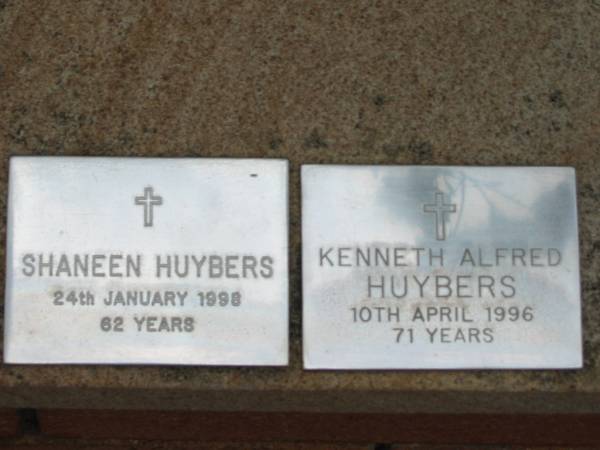 SHANEEN HUYBERS
24th JANUARY 1998
62 YEARS
KENNETH ALFRED
HUYBERS
10TH APRIL 1996
71 YEARS